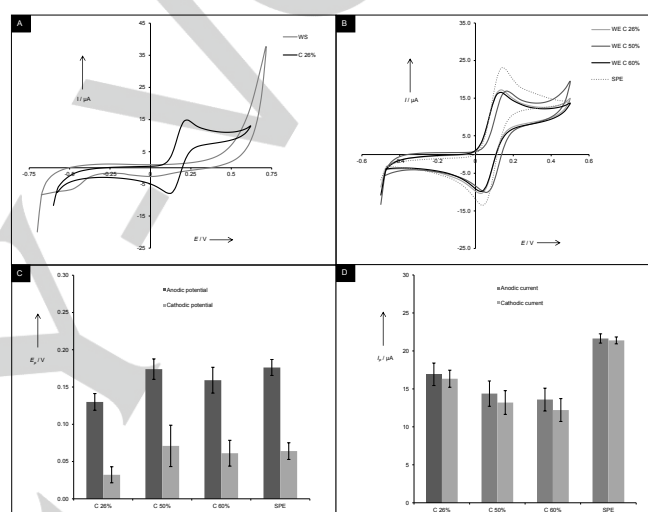 A
45
35
25
15
5
-5
-15
-25
-0.75
-0.25
0
0.25
0.50
0.75
I / µA
E / V
WS
C 26%
B
35.0
25.0
15.0
5.0
-5.0
-15.0
-25.0
-0.6
-0.2
0
0.2
0.4
0.6
I / µA
E / V
WE C 26%
WE C 50%
WE C 60%
SPE
C
0.30
0.25
0.20
0.15
0.10
0.05
0.00
Ep / V
Anodic potential
Cathodic potential
C 26%
C 50%
C 60%
SPE
D
30
25
20
15
10
5
0
Ip / µA
Anodic current
Cathodic current
C 26%
C 50%
C 60%
SPE